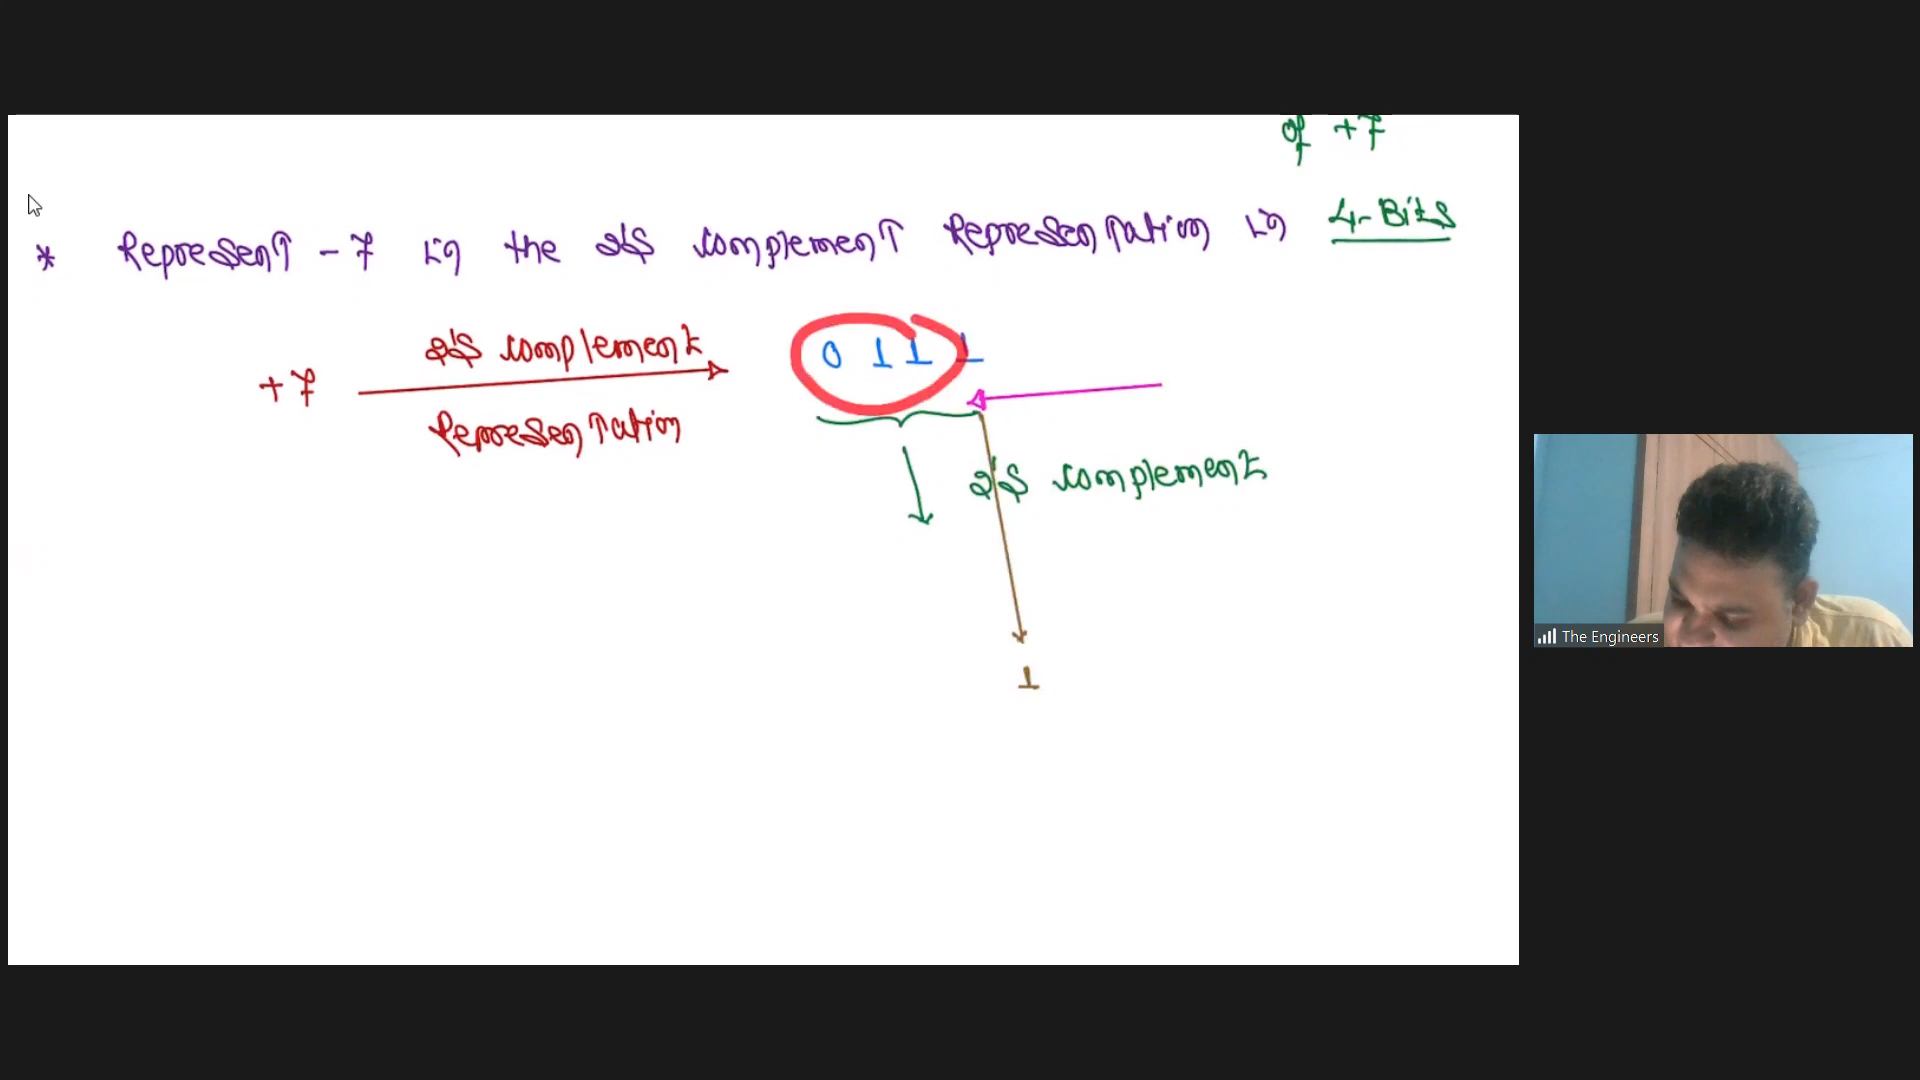 of +7
* Represent -7 in the 2's complement Representation in 4-Bits
2's complement
0 1 1 1
+7
Representation
2's complement
1
The Engineers